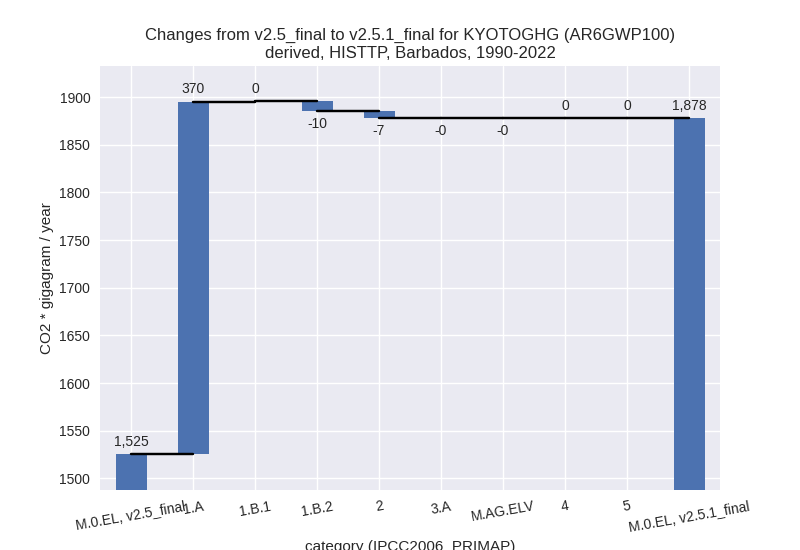 Changes from v2.5_final to v2.5.1_final for KYOTOGHG (AR6GWP100)
derived, HISTTP, Barbados, 1990-2022
CO2 * gigagram / year
1900
1850
1800
1750
1700
1650
1600
1550
1500
1,525
370
0
-10
-7
-0
-0
0
0
1,878
M.0.EL, v2.5_final
1.A
1.B.1
1.B.2
2
3.A
M.AG.ELV
4
5
M.0.EL, v2.5.1_final
category (IPCC2006_PRIMAP)